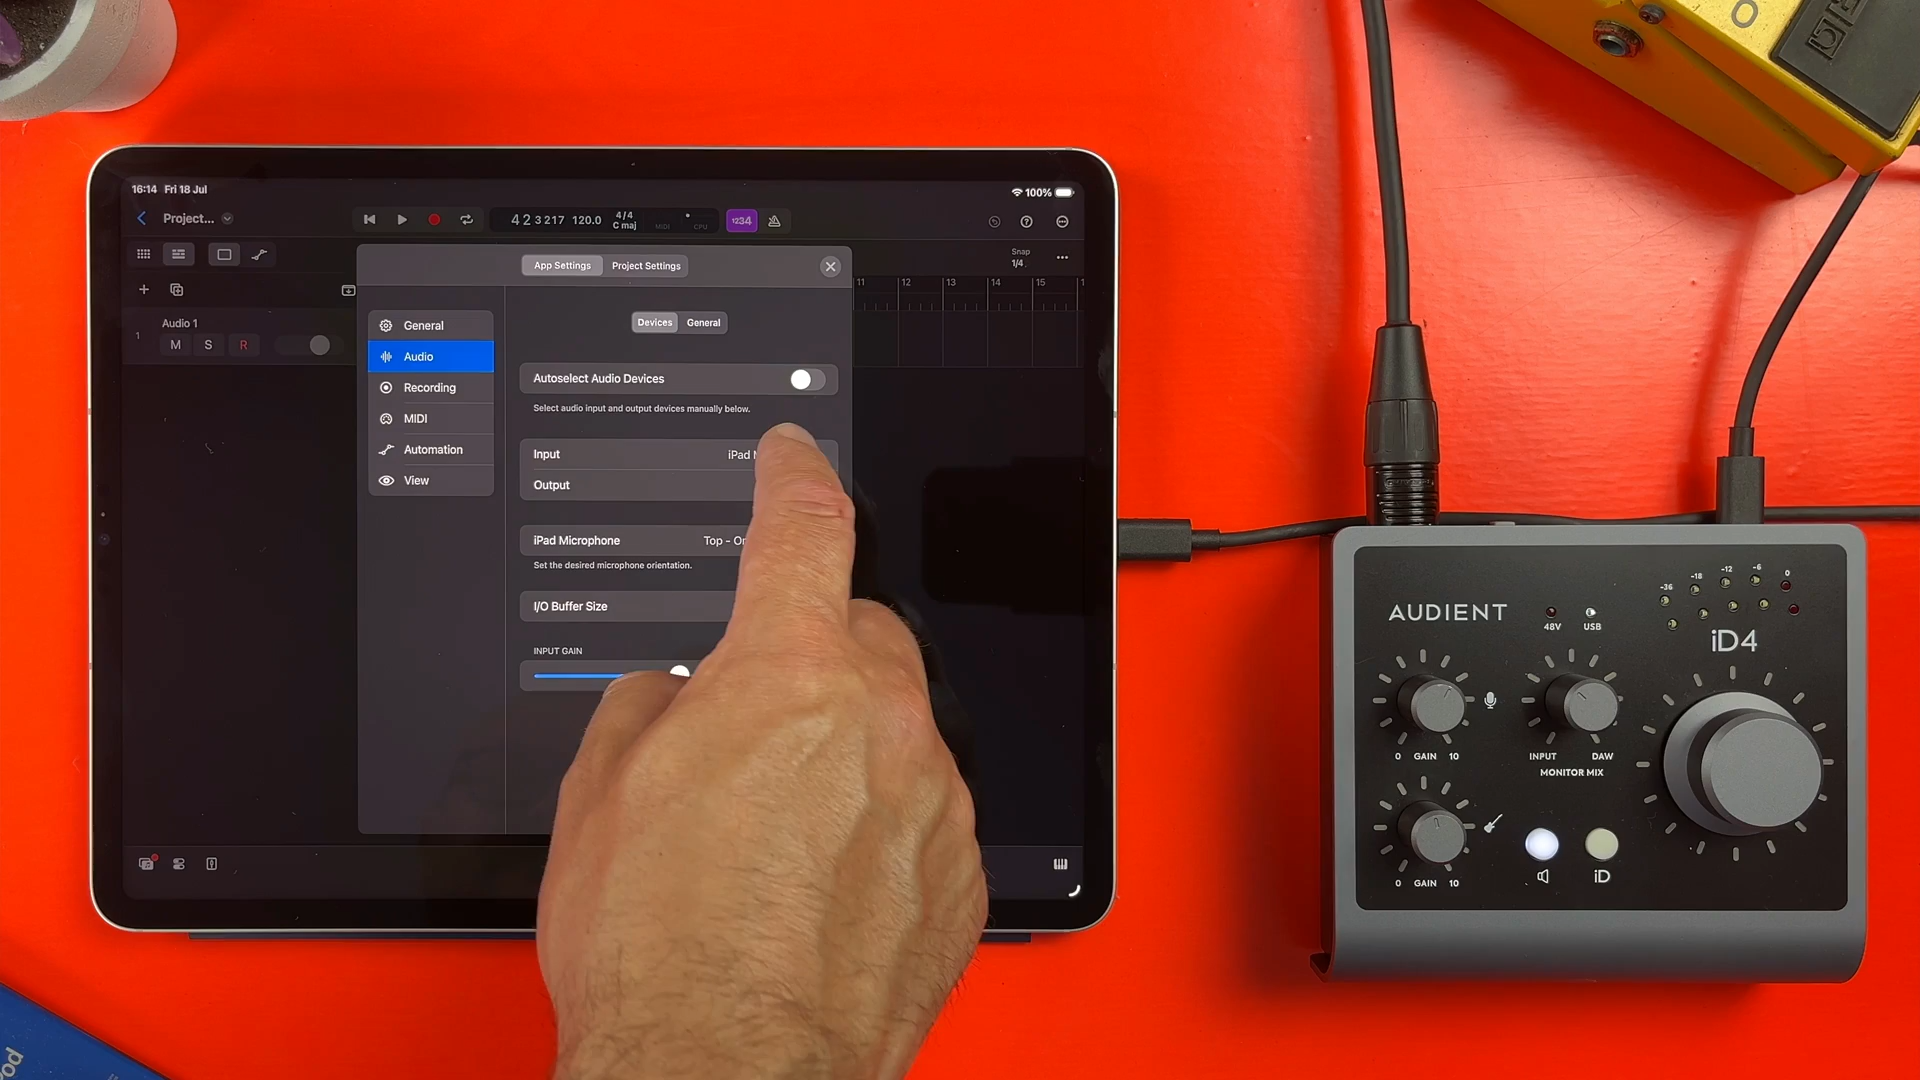 16:14 Fri 18 Jul
100%
Project...
42 3 217 120.0
4/4
C maj
MIDI
CPU
1234
Snap
1/4
App Settings
Project Settings
11 12 13 14 15
1
Audio 1
M S R
General
Audio
Recording
MIDI
Automation
View
Devices
General
Autoselect Audio Devices
Select audio input and output devices manually below.
Input
iPad
Output
iPad Microphone
Top -
Set the desired microphone orientation.
I/O Buffer Size
INPUT GAIN
AUDIENT
48V
USB
-36 -18 -12 -6 0
iD4
0 GAIN 10
INPUT DAW
MONITOR MIX
0 GAIN 10
iD